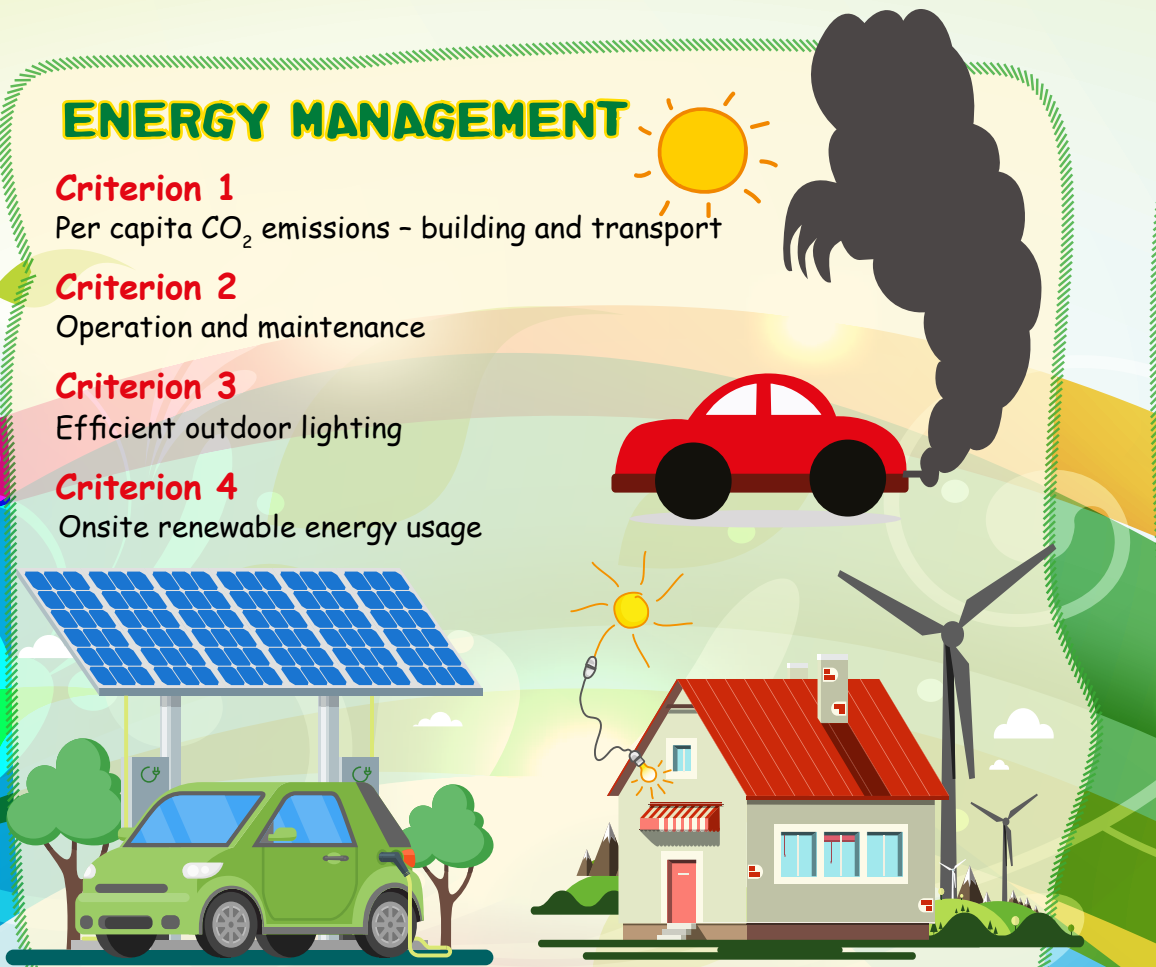 ENERGY MANAGEMENT
Criterion 1
Per capita CO₂ emissions – building and transport
Criterion 2
Operation and maintenance
Criterion 3
Efficient outdoor lighting
Criterion 4
Onsite renewable energy usage